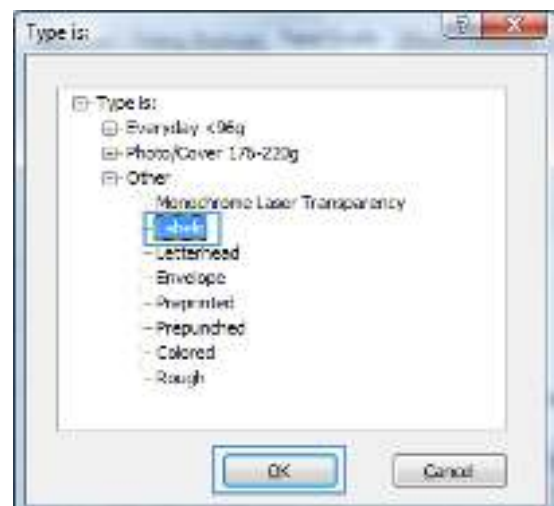 Type is:
Type is:
Everyday <96g
Photo/Cover 176-220g
Other
Monochrome Laser Transparency
Labels
Letterhead
Envelope
Preprinted
Prepunched
Colored
Rough
OK
Cancel